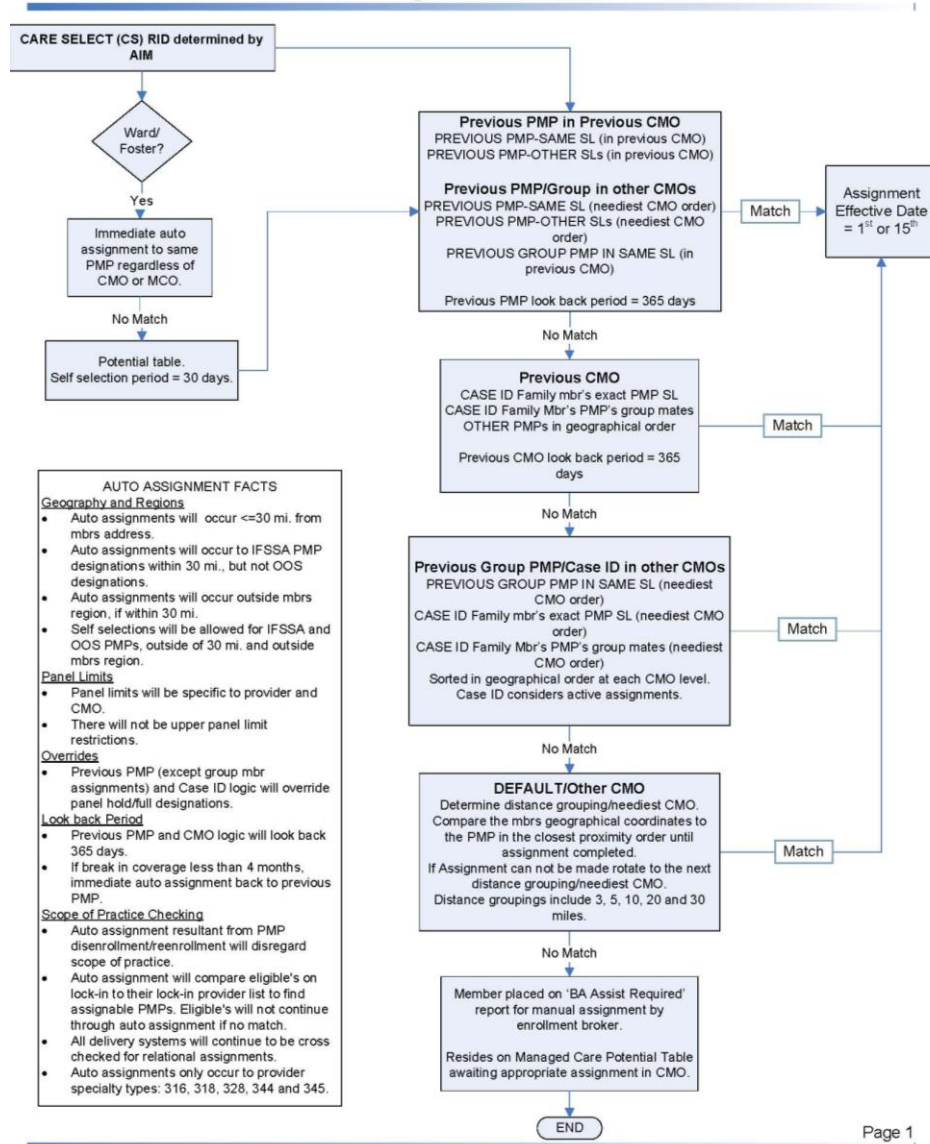 CARE SELECT (CS) RID determined by
AIM
Ward/
Foster?
Yes
Immediate auto
assignment to same
PMP regardless of
CMO or MCO.
No Match
Potential table.
Self selection period = 30 days.
Previous PMP in Previous CMO
PREVIOUS PMP-SAME SL (in previous CMO)
PREVIOUS PMP-OTHER SLs (in previous CMO)
Previous PMP/Group in other CMOs
PREVIOUS PMP-SAME SL (neediest CMO order)
PREVIOUS PMP-OTHER SLs (neediest CMO
order)
PREVIOUS GROUP PMP IN SAME SL (in
previous CMO)
Previous PMP look back period = 365 days
Match
Assignment
Effective Date
= 1st or 15th
No Match
Previous CMO
CASE ID Family mbr's exact PMP SL
CASE ID Family Mbr's PMP's group mates
OTHER PMPs in geographical order
Previous CMO look back period = 365
days
Match
No Match
Previous Group PMP/Case ID in other CMOs
PREVIOUS GROUP PMP IN SAME SL (neediest
CMO order)
CASE ID Family mbr's exact PMP SL (neediest CMO
order)
CASE ID Family Mbr's PMP's group mates (neediest
CMO order)
Sorted in geographical order at each CMO level.
Case ID considers active assignments.
Match
No Match
DEFAULT/Other CMO
Determine distance grouping/neediest CMO.
Compare the mbrs geographical coordinates to
the PMP in the closest proximity order until
assignment completed.
If Assignment can not be made rotate to the next
distance grouping/neediest CMO.
Distance groupings include 3, 5, 10, 20 and 30
miles.
Match
No Match
Member placed on 'BA Assist Required'
report for manual assignment by
enrollment broker.
Resides on Managed Care Potential Table
awaiting appropriate assignment in CMO.
END
AUTO ASSIGNMENT FACTS
Geography and Regions
• Auto assignments will occur <=30 mi. from
mbrs address.
• Auto assignments will occur to IFSSA PMP
designations within 30 mi., but not OOS
designations.
• Auto assignments will occur outside mbrs
region, if within 30 mi.
• Self selections will be allowed for IFSSA and
OOS PMPs, outside of 30 mi. and outside
mbrs region.
Panel Limits
• Panel limits will be specific to provider and
CMO.
• There will not be upper panel limit
restrictions.
Overrides
• Previous PMP (except group mbr
assignments) and Case ID logic will override
panel hold/full designations.
Look back Period
• Previous PMP and CMO logic will look back
365 days.
• If break in coverage less than 4 months,
immediate auto assignment back to previous
PMP.
Scope of Practice Checking
• Auto assignment resultant from PMP
disenrollment/reenrollment will disregard
scope of practice.
• Auto assignment will compare eligible's on
lock-in to their lock-in provider list to find
assignable PMPs. Eligible's will not continue
through auto assignment if no match.
• All delivery systems will continue to be cross
checked for relational assignments.
• Auto assignments only occur to provider
specialty types: 316, 318, 328, 344 and 345.
Page 1